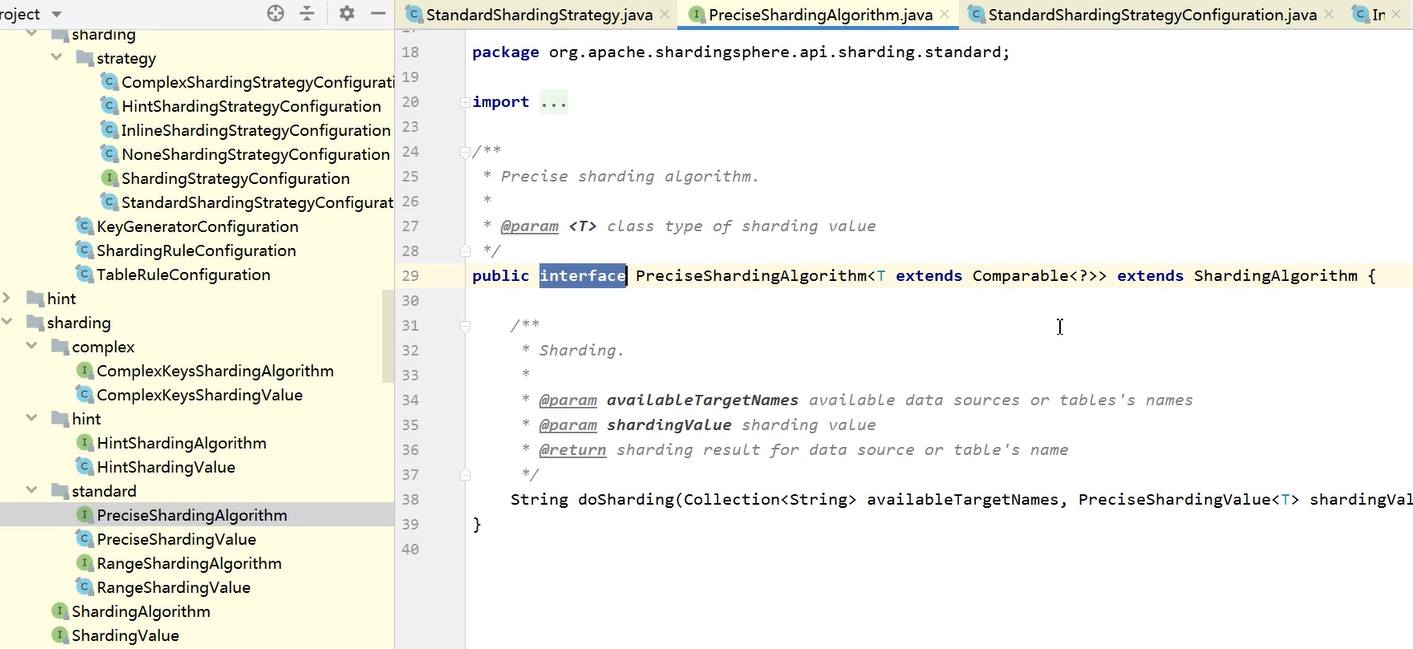 roject
sharding
strategy
ComplexShardingStrategyConfigurati
HintShardingStrategyConfiguration
InlineShardingStrategyConfiguration
NoneShardingStrategyConfiguration
ShardingStrategyConfiguration
StandardShardingStrategyConfigurat
KeyGeneratorConfiguration
ShardingRuleConfiguration
TableRuleConfiguration
hint
sharding
complex
ComplexKeysShardingAlgorithm
ComplexKeysShardingValue
hint
HintShardingAlgorithm
HintShardingValue
standard
PreciseShardingAlgorithm
PreciseShardingValue
RangeShardingAlgorithm
RangeShardingValue
ShardingAlgorithm
ShardingValue
StandardShardingStrategy.java PreciseShardingAlgorithm.java StandardShardingStrategyConfiguration.java
17
18 package org.apache.shardingsphere.api.sharding.standard;
19
20 import ...
23
24 /**
25 * Precise sharding algorithm.
26 *
27 * @param <T> class type of sharding value
28 */
29 public interface PreciseShardingAlgorithm<T extends Comparable<?>> extends ShardingAlgorithm {
30
31 /**
32 * Sharding.
33 *
34 * @param availableTargetNames available data sources or tables's names
35 * @param shardingValue sharding value
36 * @return sharding result for data source or table's name
37 */
38 String doSharding(Collection<String> availableTargetNames, PreciseShardingValue<T> shardingVal
39 }
40